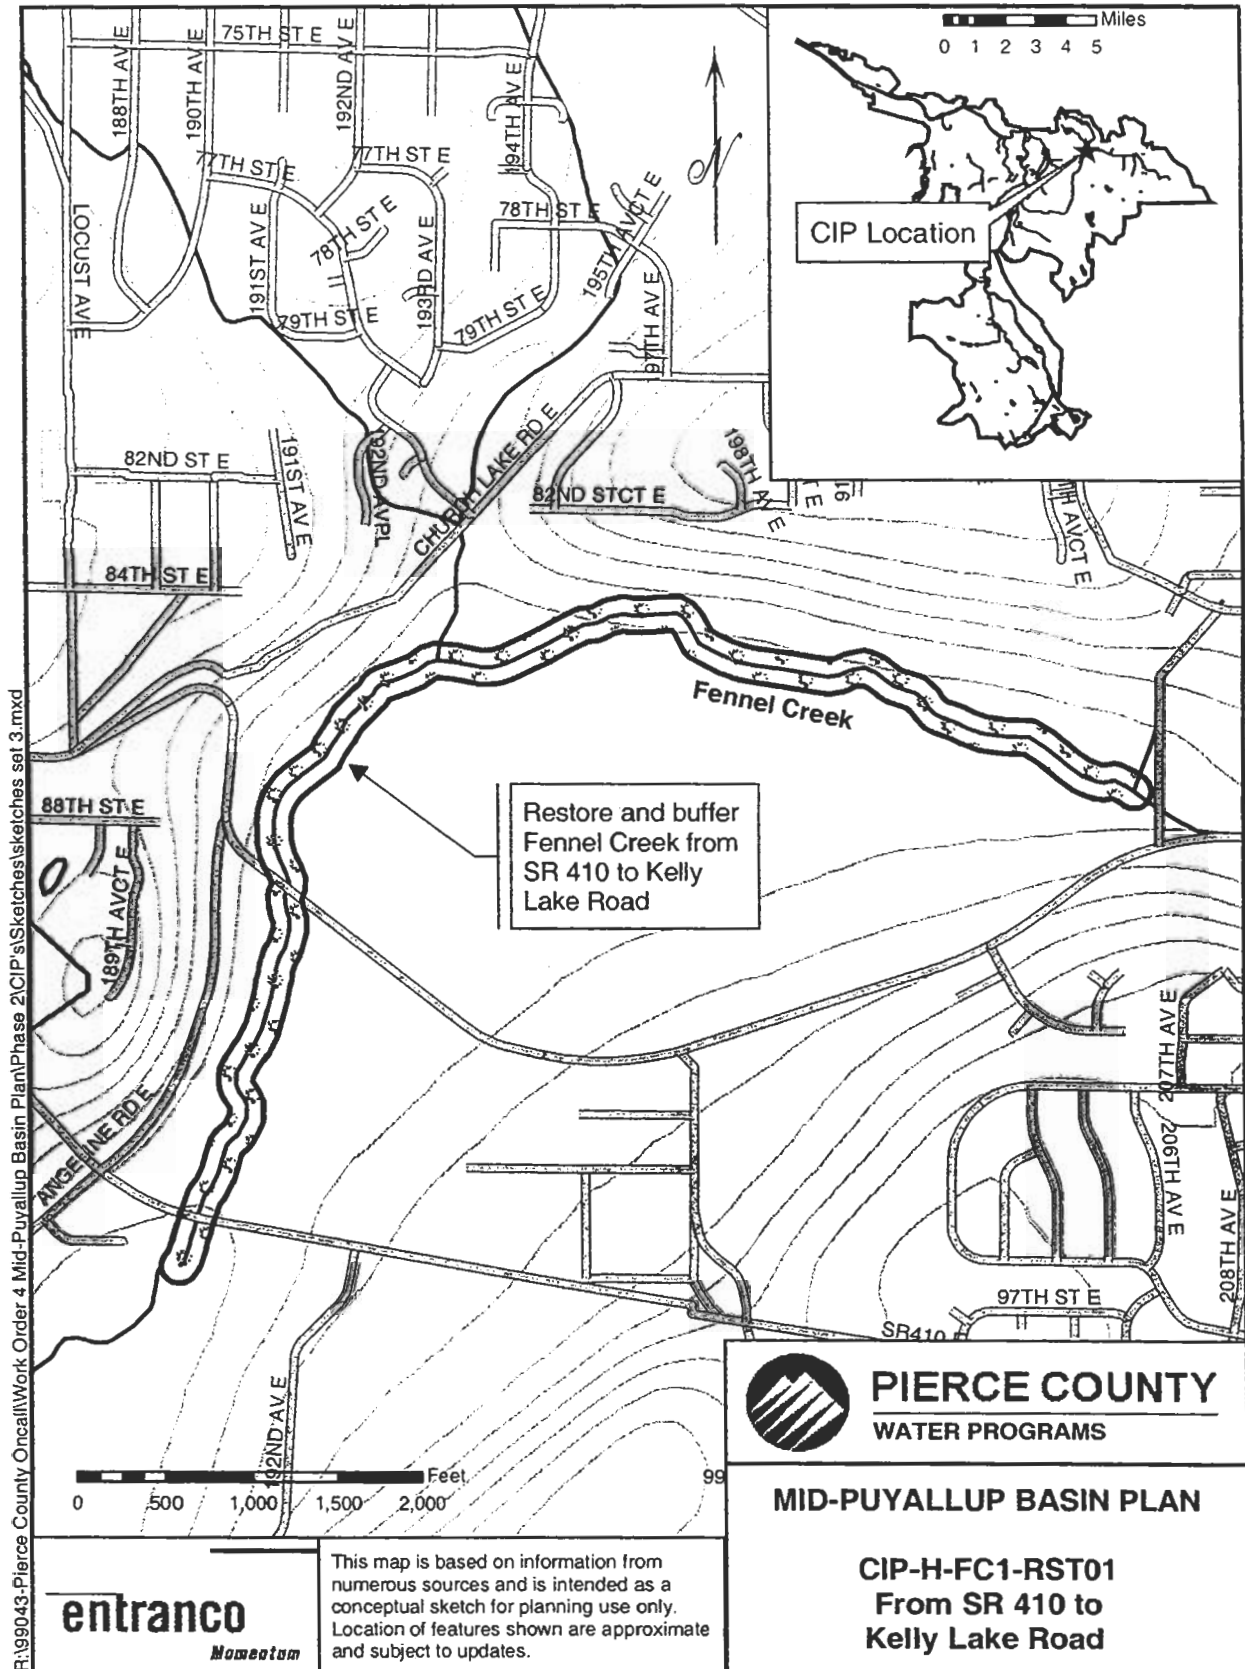 Miles
0 1 2 3 4 5
CIP Location
75TH ST E
188TH AV E
190TH AV E
192ND AV E
194TH AV E
77TH ST E
77TH ST E
78TH ST E
78TH ST E
195TH AVCT E
LOCUST AV E
191ST AV E
193RD AV E
79TH ST E
79TH ST E
197TH AV E
CHURCH LAKE RD E
82ND ST E
191ST AV E
192ND AVPL
82ND STCT E
198TH AV E
84TH ST E
Fennel Creek
Restore and buffer
Fennel Creek from
SR 410 to Kelly
Lake Road
88TH ST E
189TH AVCT E
ANGELINE RD E
207TH AV E
209TH AV E
208TH AV E
97TH ST E
SR410
192ND AV E
99
Feet
0 500 1,000 1,500 2,000
R:\99043-Pierce County Oncall\Work Order 4 Mid-Puyallup Basin Plan\Phase 2\CIP's\Sketches\sketches set 3.mxd
PIERCE COUNTY
WATER PROGRAMS
MID-PUYALLUP BASIN PLAN
CIP-H-FC1-RST01
From SR 410 to
Kelly Lake Road
entranco
Momentum
This map is based on information from
numerous sources and is intended as a
conceptual sketch for planning use only.
Location of features shown are approximate
and subject to updates.